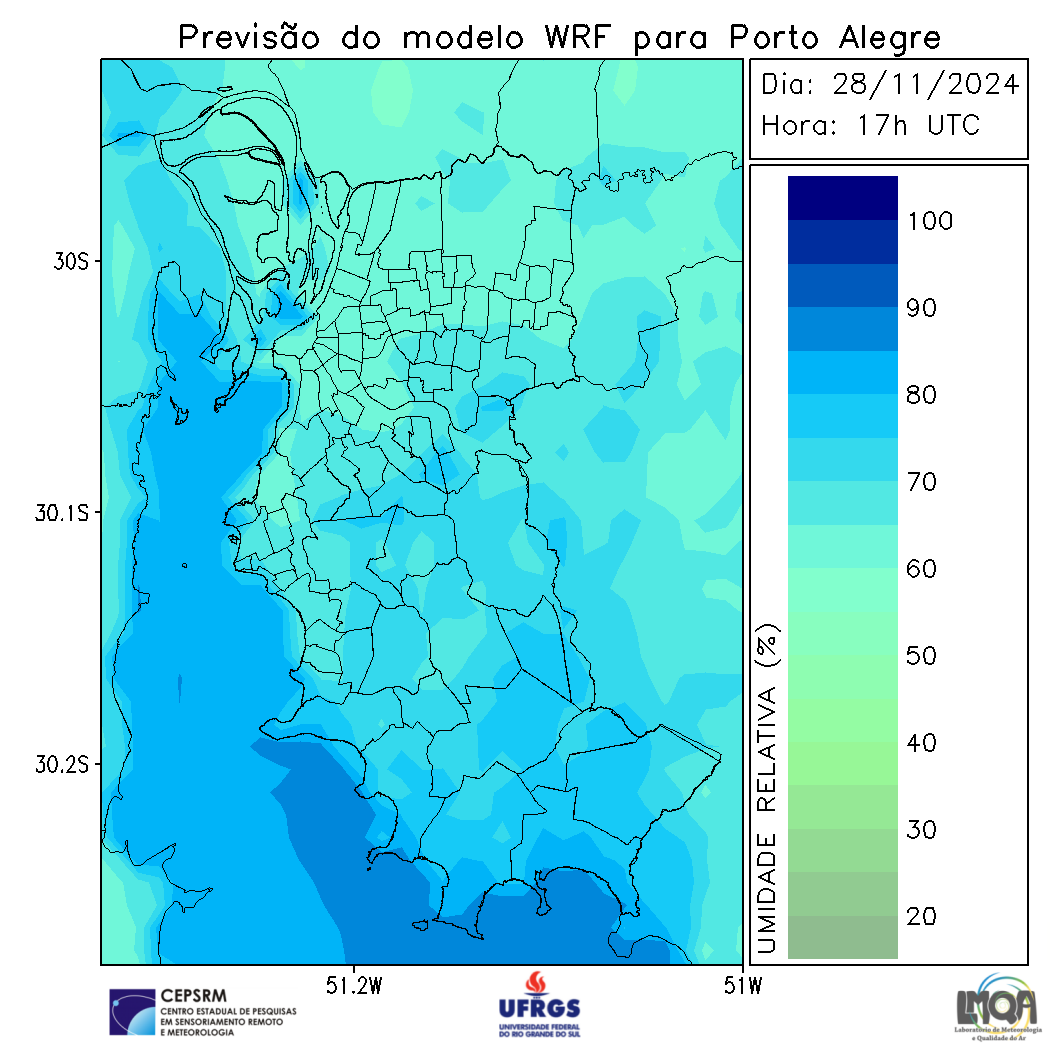 Previsão do modelo WRF para Porto Alegre
Dia: 28/11/2024
Hora: 17h UTC
30S
30.1S
30.2S
51.2W
51W
UMIDADE RELATIVA (%)
100
90
80
70
60
50
40
30
20
CEPSRM
CENTRO ESTADUAL DE PESQUISAS
EM SENSORIAMENTO REMOTO
E METEOROLOGIA
UFRGS
UNIVERSIDADE FEDERAL
DO RIO GRANDE DO SUL
LMQA
Laboratório de Meteorologia
e Qualidade do Ar